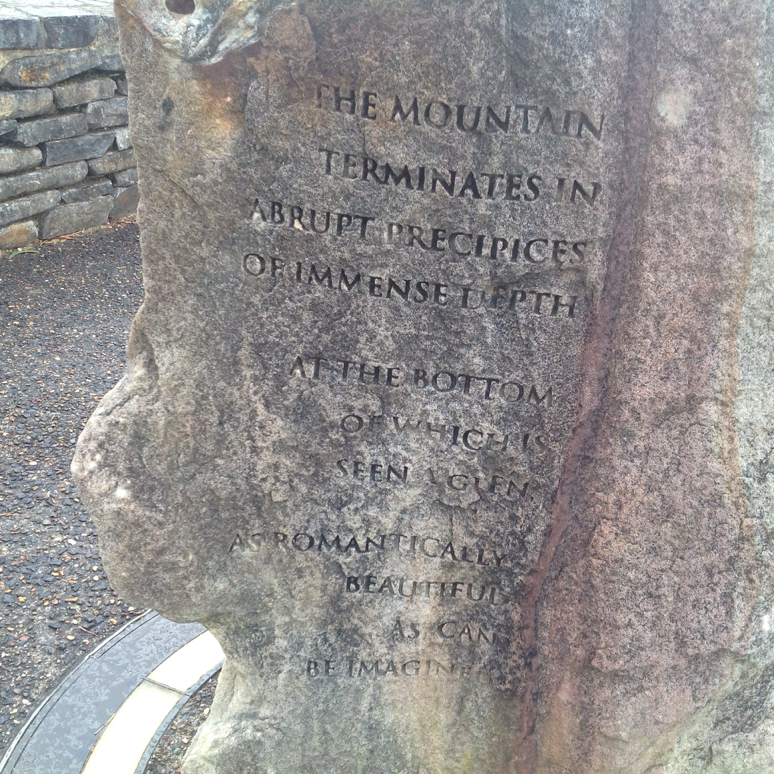 THE MOUNTAIN
TERMINATES IN
ABRUPT PRECIPICES
OF IMMENSE DEPTH
AT THE BOTTOM
OF WHICH IS
SEEN A GLEN,
AS ROMANTICALLY
BEAUTIFUL
AS CAN
BE IMAGINED